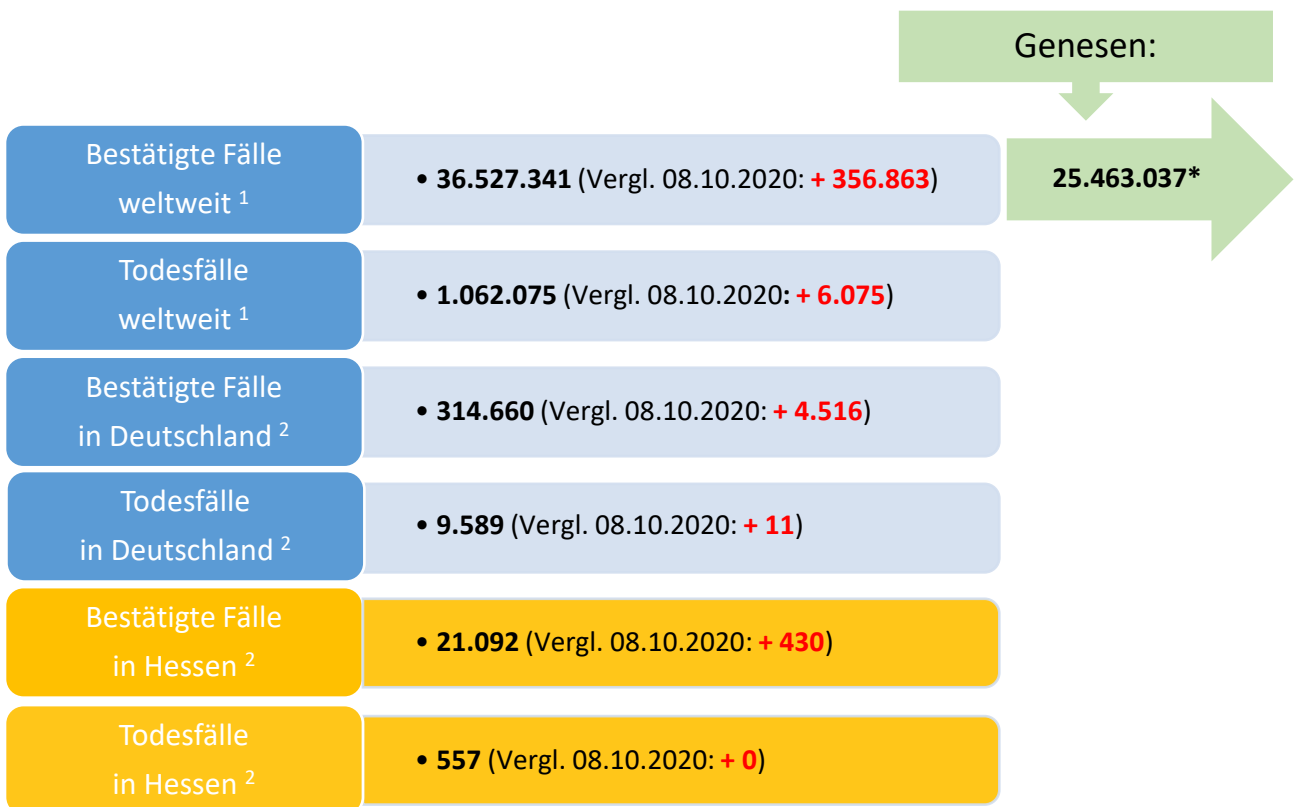 Genesen:
Bestätigte Fälle
weltweit ¹
• 36.527.341 (Vergl. 08.10.2020: + 356.863)
25.463.037*
Todesfälle
weltweit ¹
• 1.062.075 (Vergl. 08.10.2020: + 6.075)
Bestätigte Fälle
in Deutschland ²
• 314.660 (Vergl. 08.10.2020: + 4.516)
Todesfälle
in Deutschland ²
• 9.589 (Vergl. 08.10.2020: + 11)
Bestätigte Fälle
in Hessen ²
• 21.092 (Vergl. 08.10.2020: + 430)
Todesfälle
in Hessen ²
• 557 (Vergl. 08.10.2020: + 0)